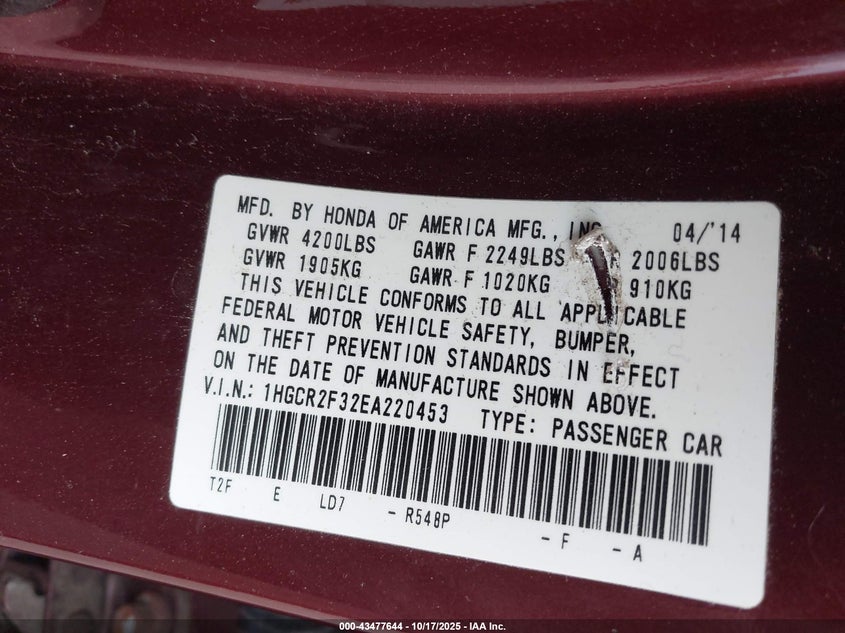 MFD. BY HONDA OF AMERICA MFG., INC 04/'14
GVWR 4200LBS GAWR F 2249LBS 2006LBS
GVWR 1905KG GAWR F 1020KG 910KG
THIS VEHICLE CONFORMS TO ALL APPLICABLE
FEDERAL MOTOR VEHICLE SAFETY, BUMPER,
AND THEFT PREVENTION STANDARDS IN EFFECT
ON THE DATE OF MANUFACTURE SHOWN ABOVE.
V.I.N.: 1HGCR2F32EA220453 TYPE: PASSENGER CAR
T2F E LD7 -R548P -F -A
000-43477644 | 10/17/2025 - IAA Inc.